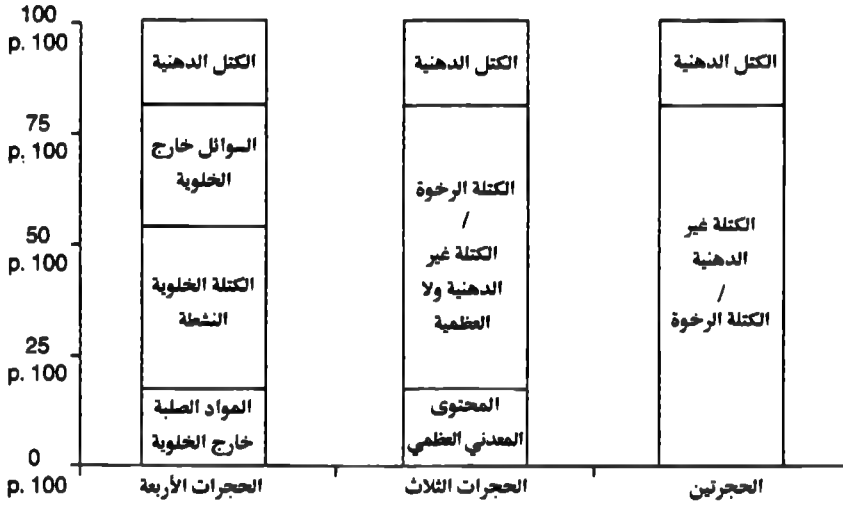 100
p. 100
75
p. 100
50
p. 100
25
p. 100
0
p. 100
الكتل الدهنية
السوائل خارج
الخلوية
الكتلة الخلوية
النشطة
المواد الصلبة
خارج الخلوية
الحجرات الأربعة
الكتل الدهنية
الكتلة الرخوة
/
الكتلة غير
الدهنية ولا
العظمية
المحتوى
المعدني العظمي
الحجرات الثلاث
الكتل الدهنية
الكتلة غير
الدهنية
/
الكتلة الرخوة
الحجرتين